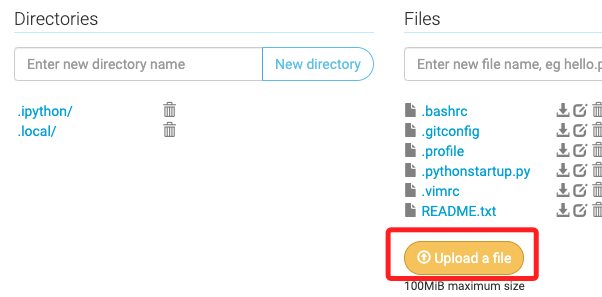 Directories
Enter new directory name
New directory
.ipython/
.local/
Files
Enter new file name, eg hello.p
.bashrc
.gitconfig
.profile
.pythonstartup.py
.vimrc
README.txt
Upload a file
100MiB maximum size